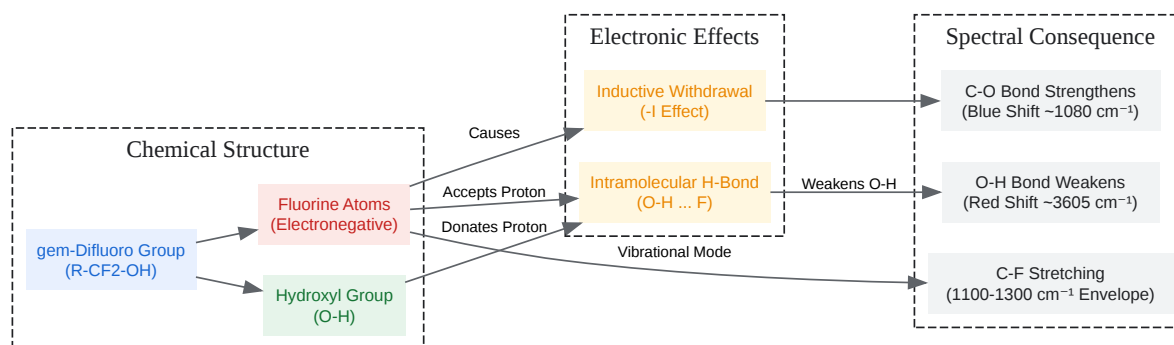 Chemical Structure
gem-Difluoro Group
(R-CF2-OH)
Fluorine Atoms
(Electronegative)
Hydroxyl Group
(O-H)
Causes
Accepts Proton
Donates Proton
Vibrational Mode
Electronic Effects
Inductive Withdrawal
(-I Effect)
Intramolecular H-Bond
(O-H ... F)
Weakens O-H
Spectral Consequence
C-O Bond Strengthens
(Blue Shift ~1080 cm⁻¹)
O-H Bond Weakens
(Red Shift ~3605 cm⁻¹)
C-F Stretching
(1100-1300 cm⁻¹ Envelope)